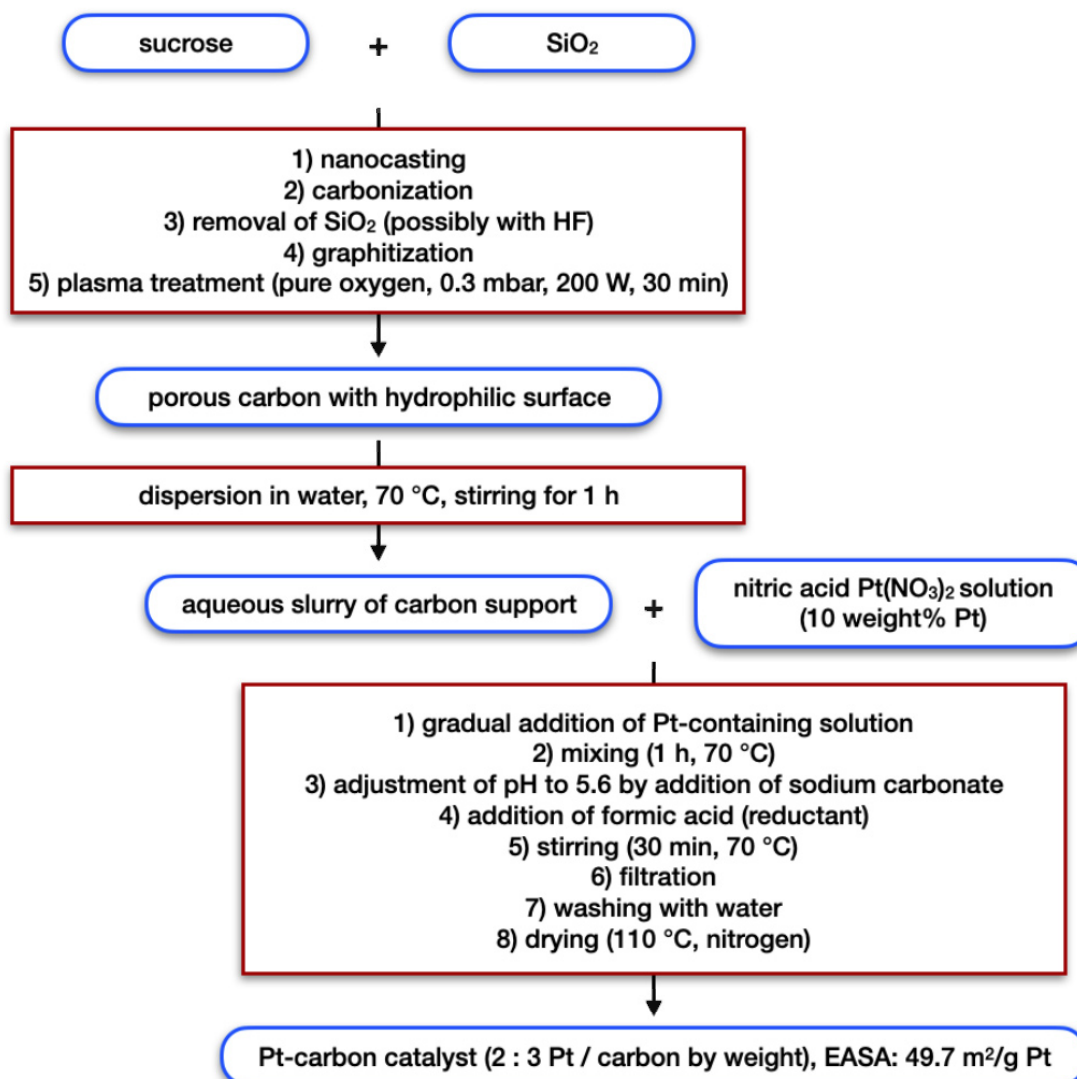 sucrose + SiO₂
1) nanocasting
2) carbonization
3) removal of SiO₂ (possibly with HF)
4) graphitization
5) plasma treatment (pure oxygen, 0.3 mbar, 200 W, 30 min)
porous carbon with hydrophilic surface
dispersion in water, 70 °C, stirring for 1 h
aqueous slurry of carbon support +
nitric acid Pt(NO₃)₂ solution
(10 weight% Pt)
1) gradual addition of Pt-containing solution
2) mixing (1 h, 70 °C)
3) adjustment of pH to 5.6 by addition of sodium carbonate
4) addition of formic acid (reductant)
5) stirring (30 min, 70 °C)
6) filtration
7) washing with water
8) drying (110 °C, nitrogen)
Pt-carbon catalyst (2 : 3 Pt / carbon by weight), EASA: 49.7 m²/g Pt